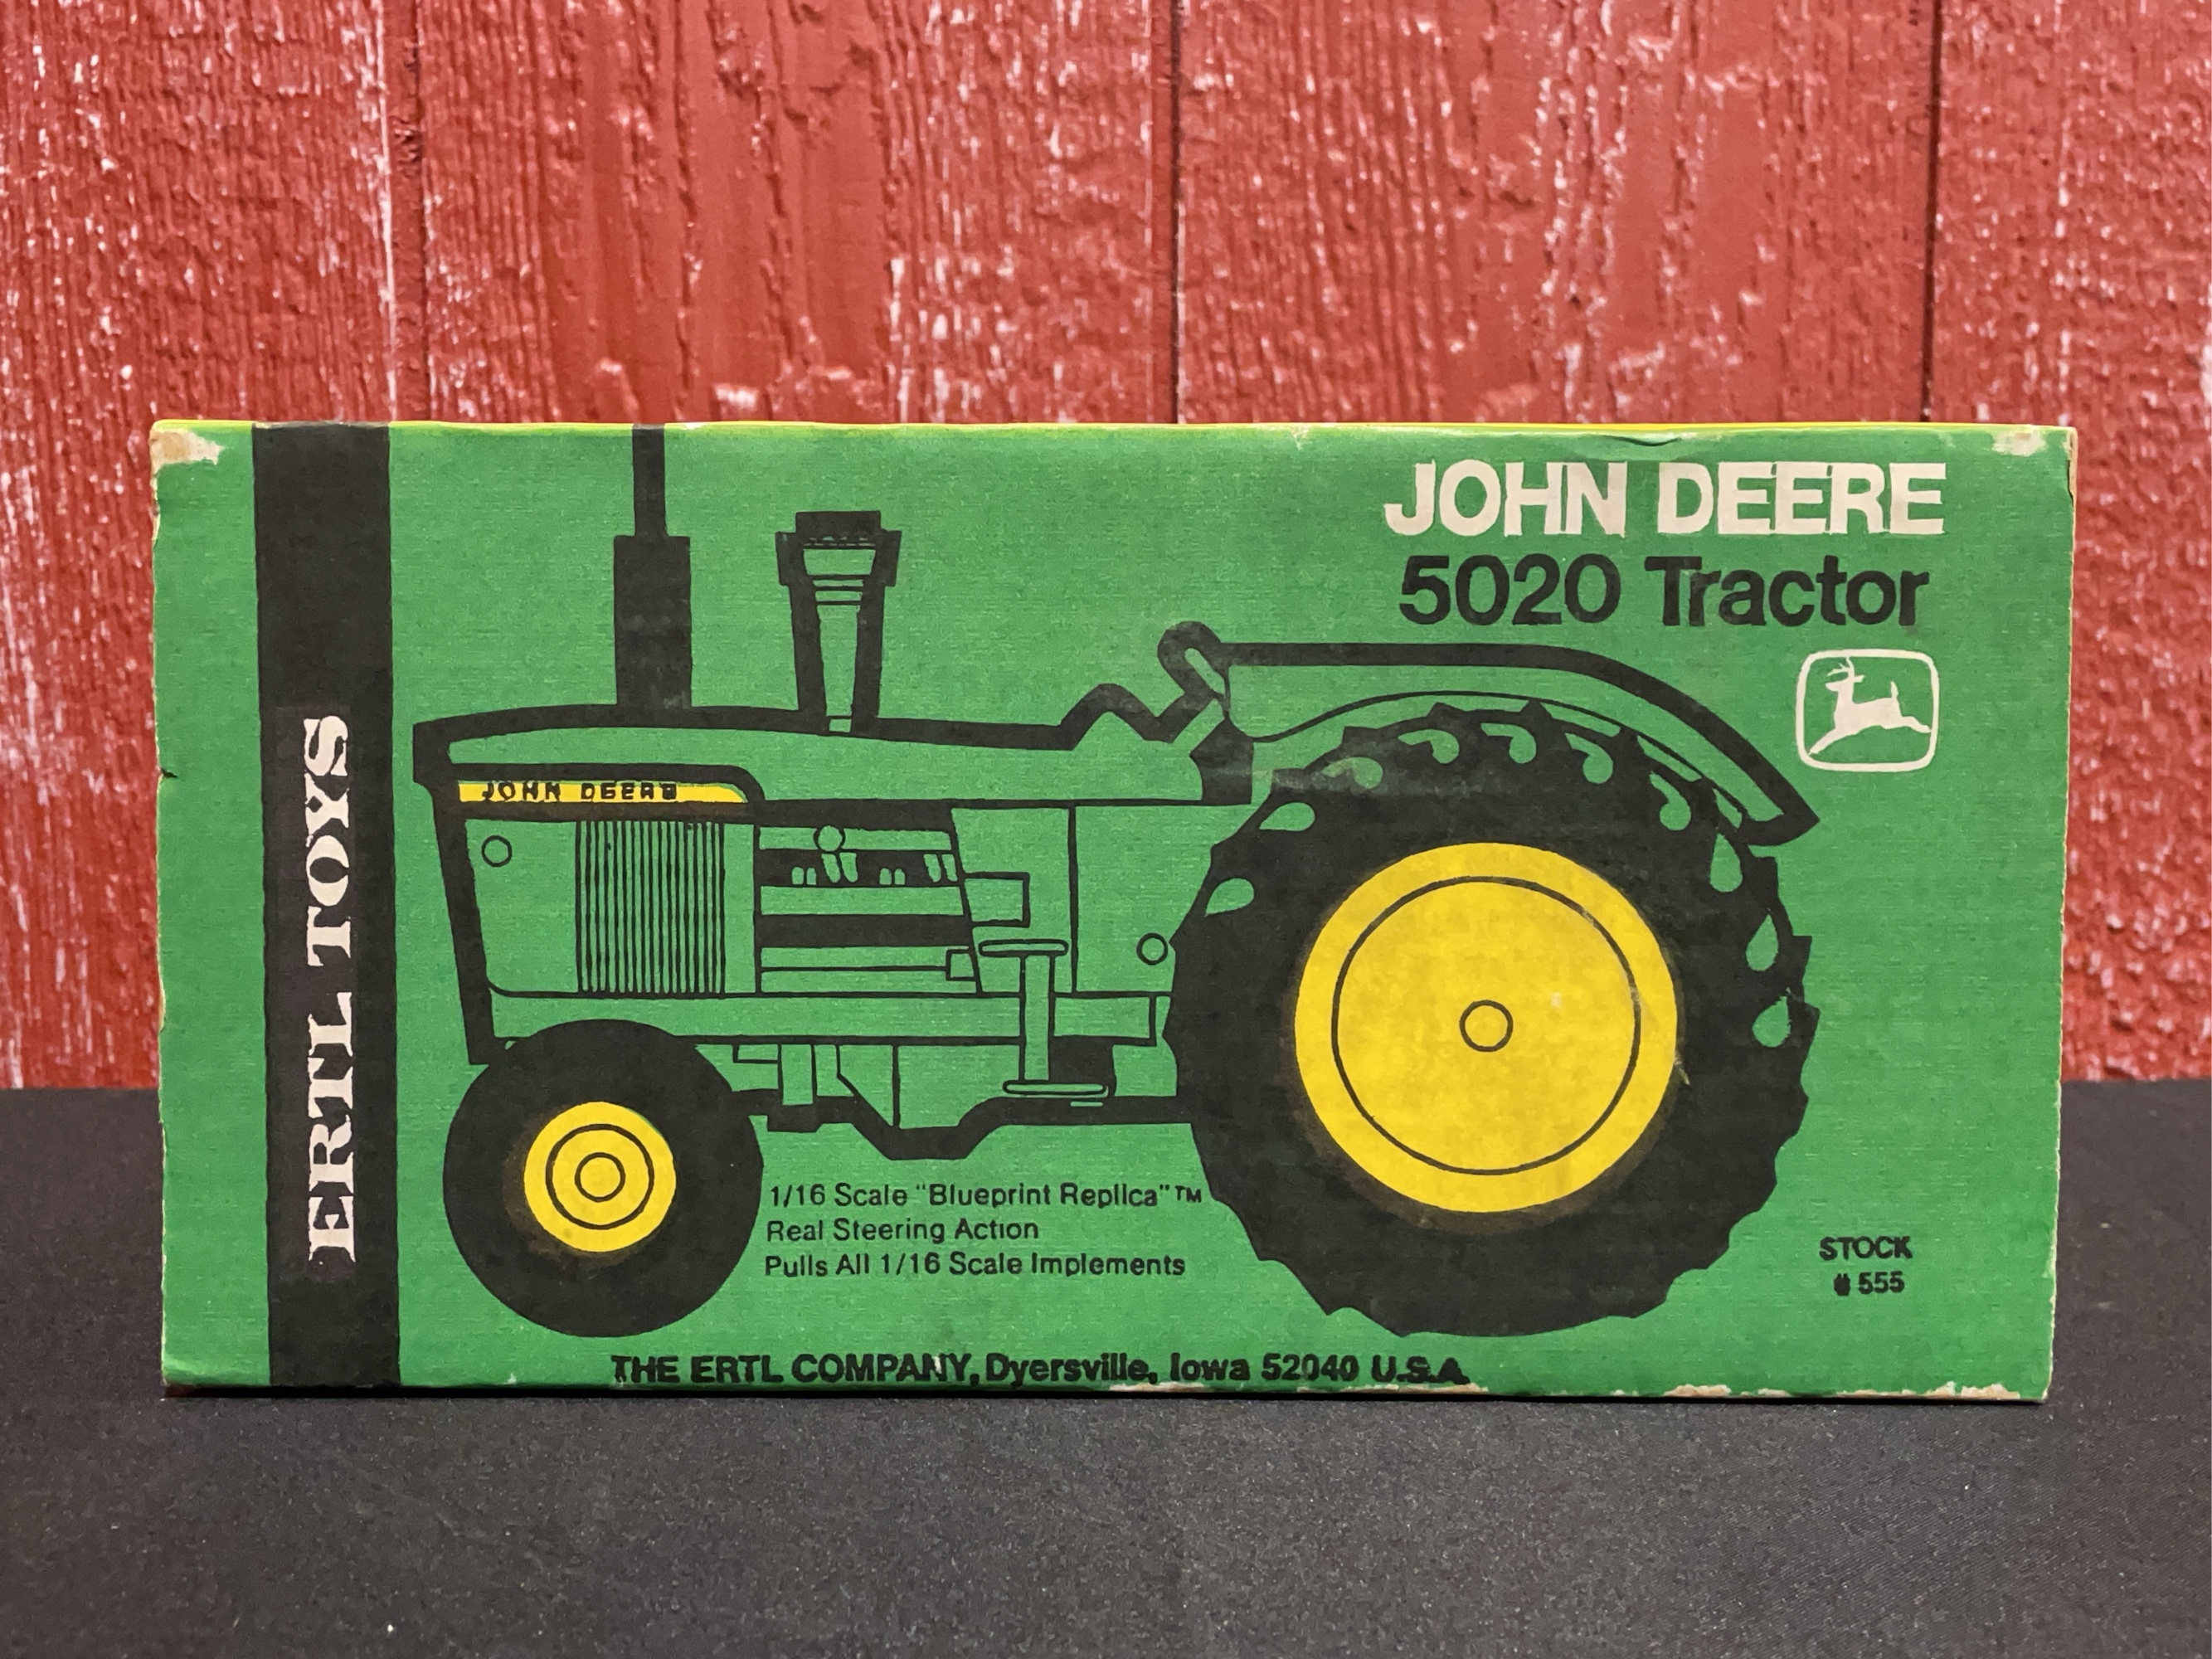 JOHN DEERE
5020 Tractor
ERTL TOYS
JOHN DEERE
1/16 Scale "Blueprint Replica"™
Real Steering Action
Pulls All 1/16 Scale Implements
STOCK
# 555
THE ERTL COMPANY, Dyersville, Iowa 52040 U.S.A.